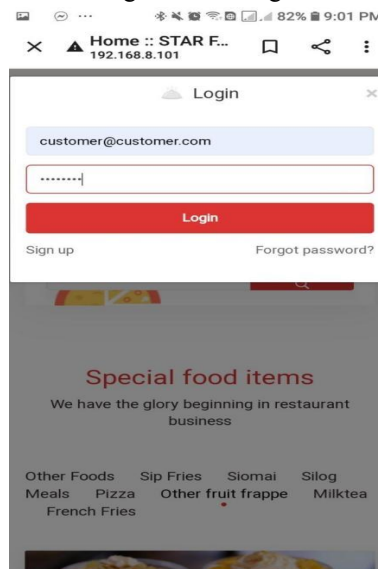 82% 9:01 PM
Home :: STAR F...
192.168.8.101
Login
customer@customer.com
Login
Sign up Forgot password?
Special food items
We have the glory beginning in restaurant
business
Other Foods Sip Fries Siomai Silog
Meals Pizza Other fruit frappe Milktea
French Fries